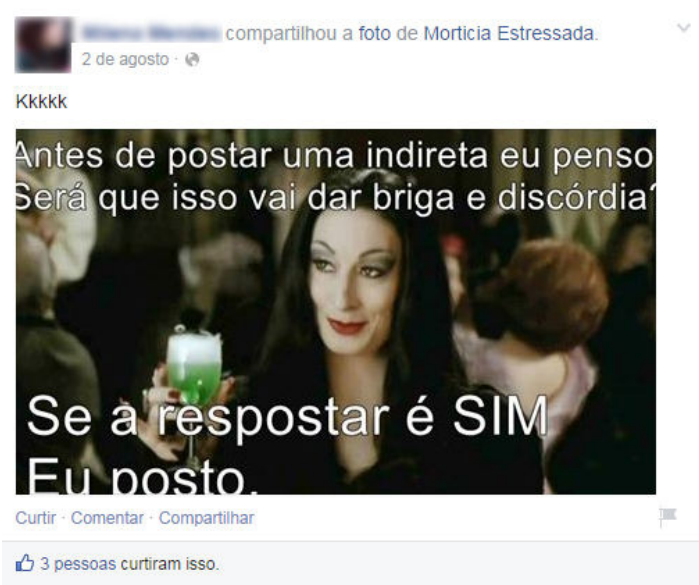 compartilhou a foto de Morticia Estressada.
2 de agosto ·
Kkkkk
Antes de postar uma indireta eu penso
Será que isso vai dar briga e discórdia?
Se a respostar é SIM
Eu posto.
Curtir · Comentar · Compartilhar
3 pessoas curtiram isso.